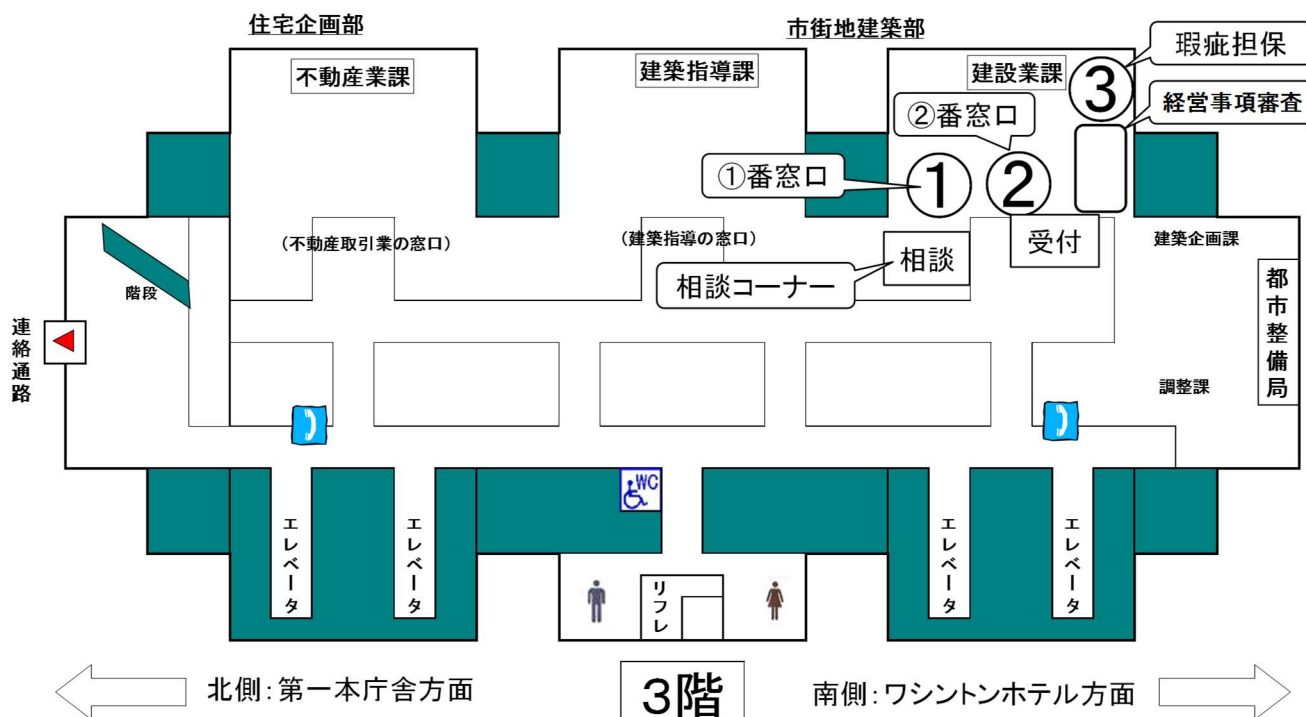 住宅企画部
市街地建築部
不動産業課
建築指導課
建設業課
③
瑕疵担保
経営事項審査
②番窓口
①番窓口
①
②
(不動産取引業の窓口)
(建築指導の窓口)
相談
受付
建築企画課
相談コーナー
階段
連絡通路
都市整備局
調整課
WC
エレベータ
エレベータ
エレベータ
エレベータ
リフレ
北側:第一本庁舎方面
3階
南側:ワシントンホテル方面